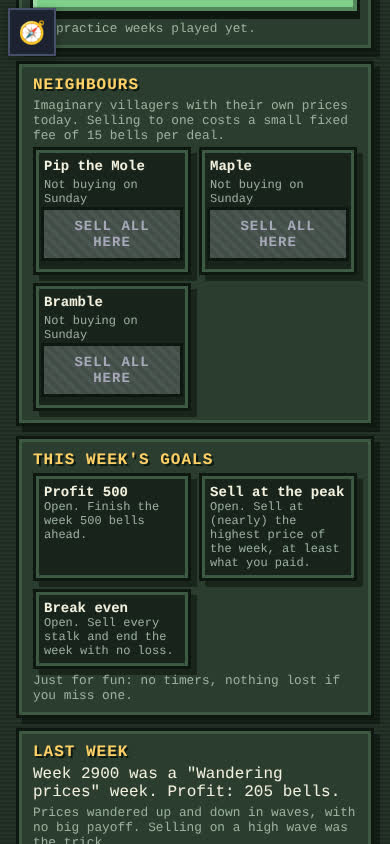 practice weeks played yet.
NEIGHBOURS
Imaginary villagers with their own prices
today. Selling to one costs a small fixed
fee of 15 bells per deal.
Pip the Mole
Not buying on
Sunday
SELL ALL
HERE
Maple
Not buying on
Sunday
SELL ALL
HERE
Bramble
Not buying on
Sunday
SELL ALL
HERE
THIS WEEK'S GOALS
Profit 500
Open. Finish the
week 500 bells
ahead.
Sell at the peak
Open. Sell at
(nearly) the
highest price of
the week, at least
what you paid.
Break even
Open. Sell every
stalk and end the
week with no loss.
Just for fun: no timers, nothing lost if
you miss one.
LAST WEEK
Week 2900 was a "Wandering
prices" week. Profit: 205 bells.
Prices wandered up and down in waves, with
no big payoff. Selling on a high wave was
the trick.